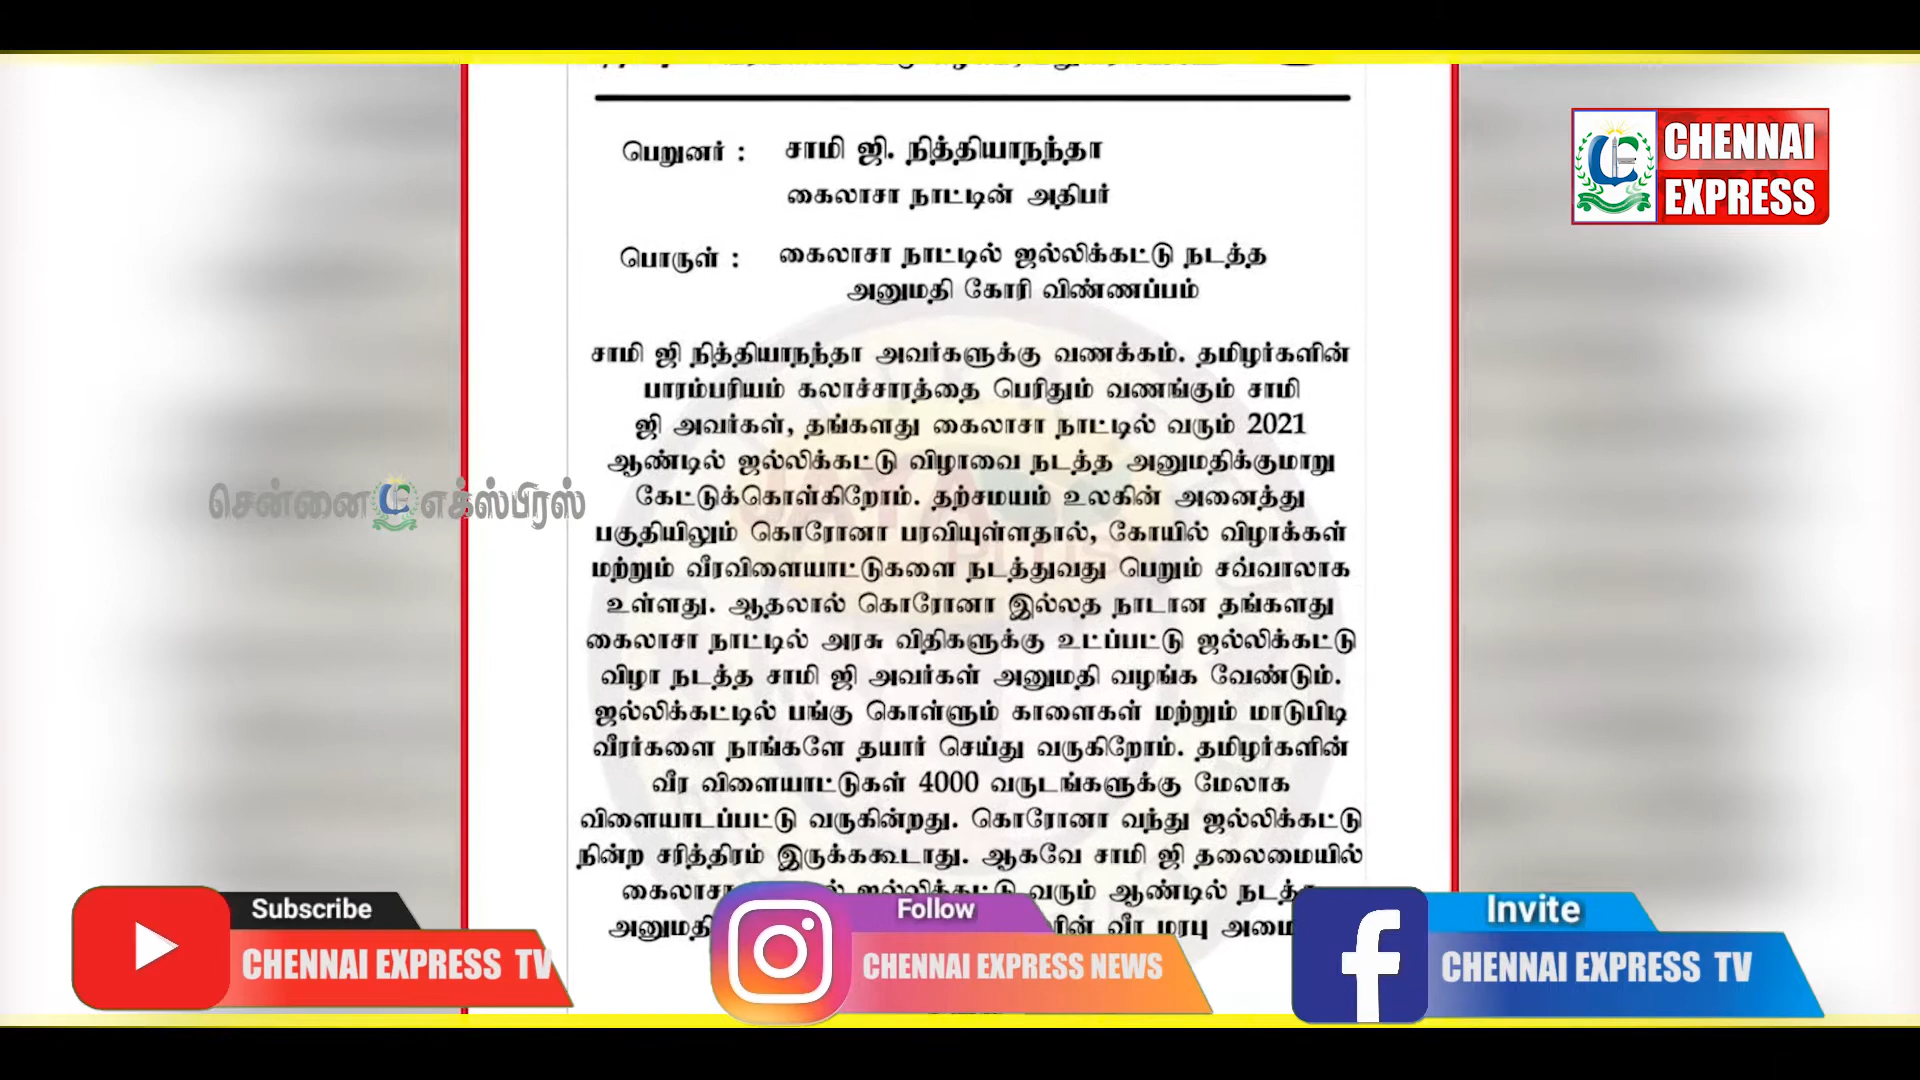 CHENNAI
EXPRESS
பெறுனர் : சாமி ஜி. நித்தியாநந்தா
கைலாசா நாட்டின் அதிபர்
பொருள் : கைலாசா நாட்டில் ஜல்லிக்கட்டு நடத்த
அனுமதி கோரி விண்ணப்பம்
சாமி ஜி நித்தியாநந்தா அவர்களுக்கு வணக்கம். தமிழர்களின்
பாரம்பரியம் கலாச்சாரத்தை பெரிதும் வணங்கும் சாமி
ஜி அவர்கள், தங்களது கைலாசா நாட்டில் வரும் 2021
ஆண்டில் ஜல்லிக்கட்டு விழாவை நடத்த அனுமதிக்குமாறு
கேட்டுக்கொள்கிறோம். தற்சமயம் உலகின் அனைத்து
சென்னை எக்ஸ்பிரஸ்
பகுதியிலும் கொரோனா பரவியுள்ளதால், கோயில் விழாக்கள்
மற்றும் வீரவிளையாட்டுகளை நடத்துவது பெறும் சவ்வாலாக
உள்ளது. ஆதலால் கொரோனா இல்லத நாடான தங்களது
கைலாசா நாட்டில் அரசு விதிகளுக்கு உட்ப்பட்டு ஜல்லிக்கட்டு
விழா நடத்த சாமி ஜி அவர்கள் அனுமதி வழங்க வேண்டும்.
ஜல்லிக்கட்டில் பங்கு கொள்ளும் காளைகள் மற்றும் மாடுபிடி
வீரர்களை நாங்களே தயார் செய்து வருகிறோம். தமிழர்களின்
வீர விளையாட்டுகள் 4000 வருடங்களுக்கு மேலாக
விளையாடப்பட்டு வருகின்றது. கொரோனா வந்து ஜல்லிக்கட்டு
நின்ற சரித்திரம் இருக்ககூடாது. ஆகவே சாமி ஜி தலைமையில்
கைலாசா ஜல்லிக்கட்டு வரும் ஆண்டில்
அனுமதி வீர மரபு
Subscribe
CHENNAI EXPRESS TV
Follow
CHENNAI EXPRESS NEWS
Invite
CHENNAI EXPRESS TV